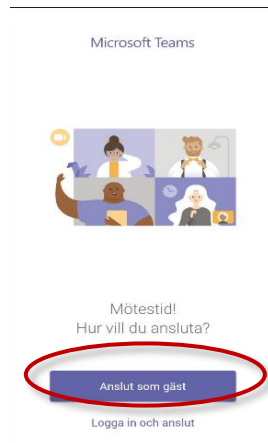 Microsoft Teams
Mötestid!
Hur vill du ansluta?
Anslut som gäst
Logga in och anslut